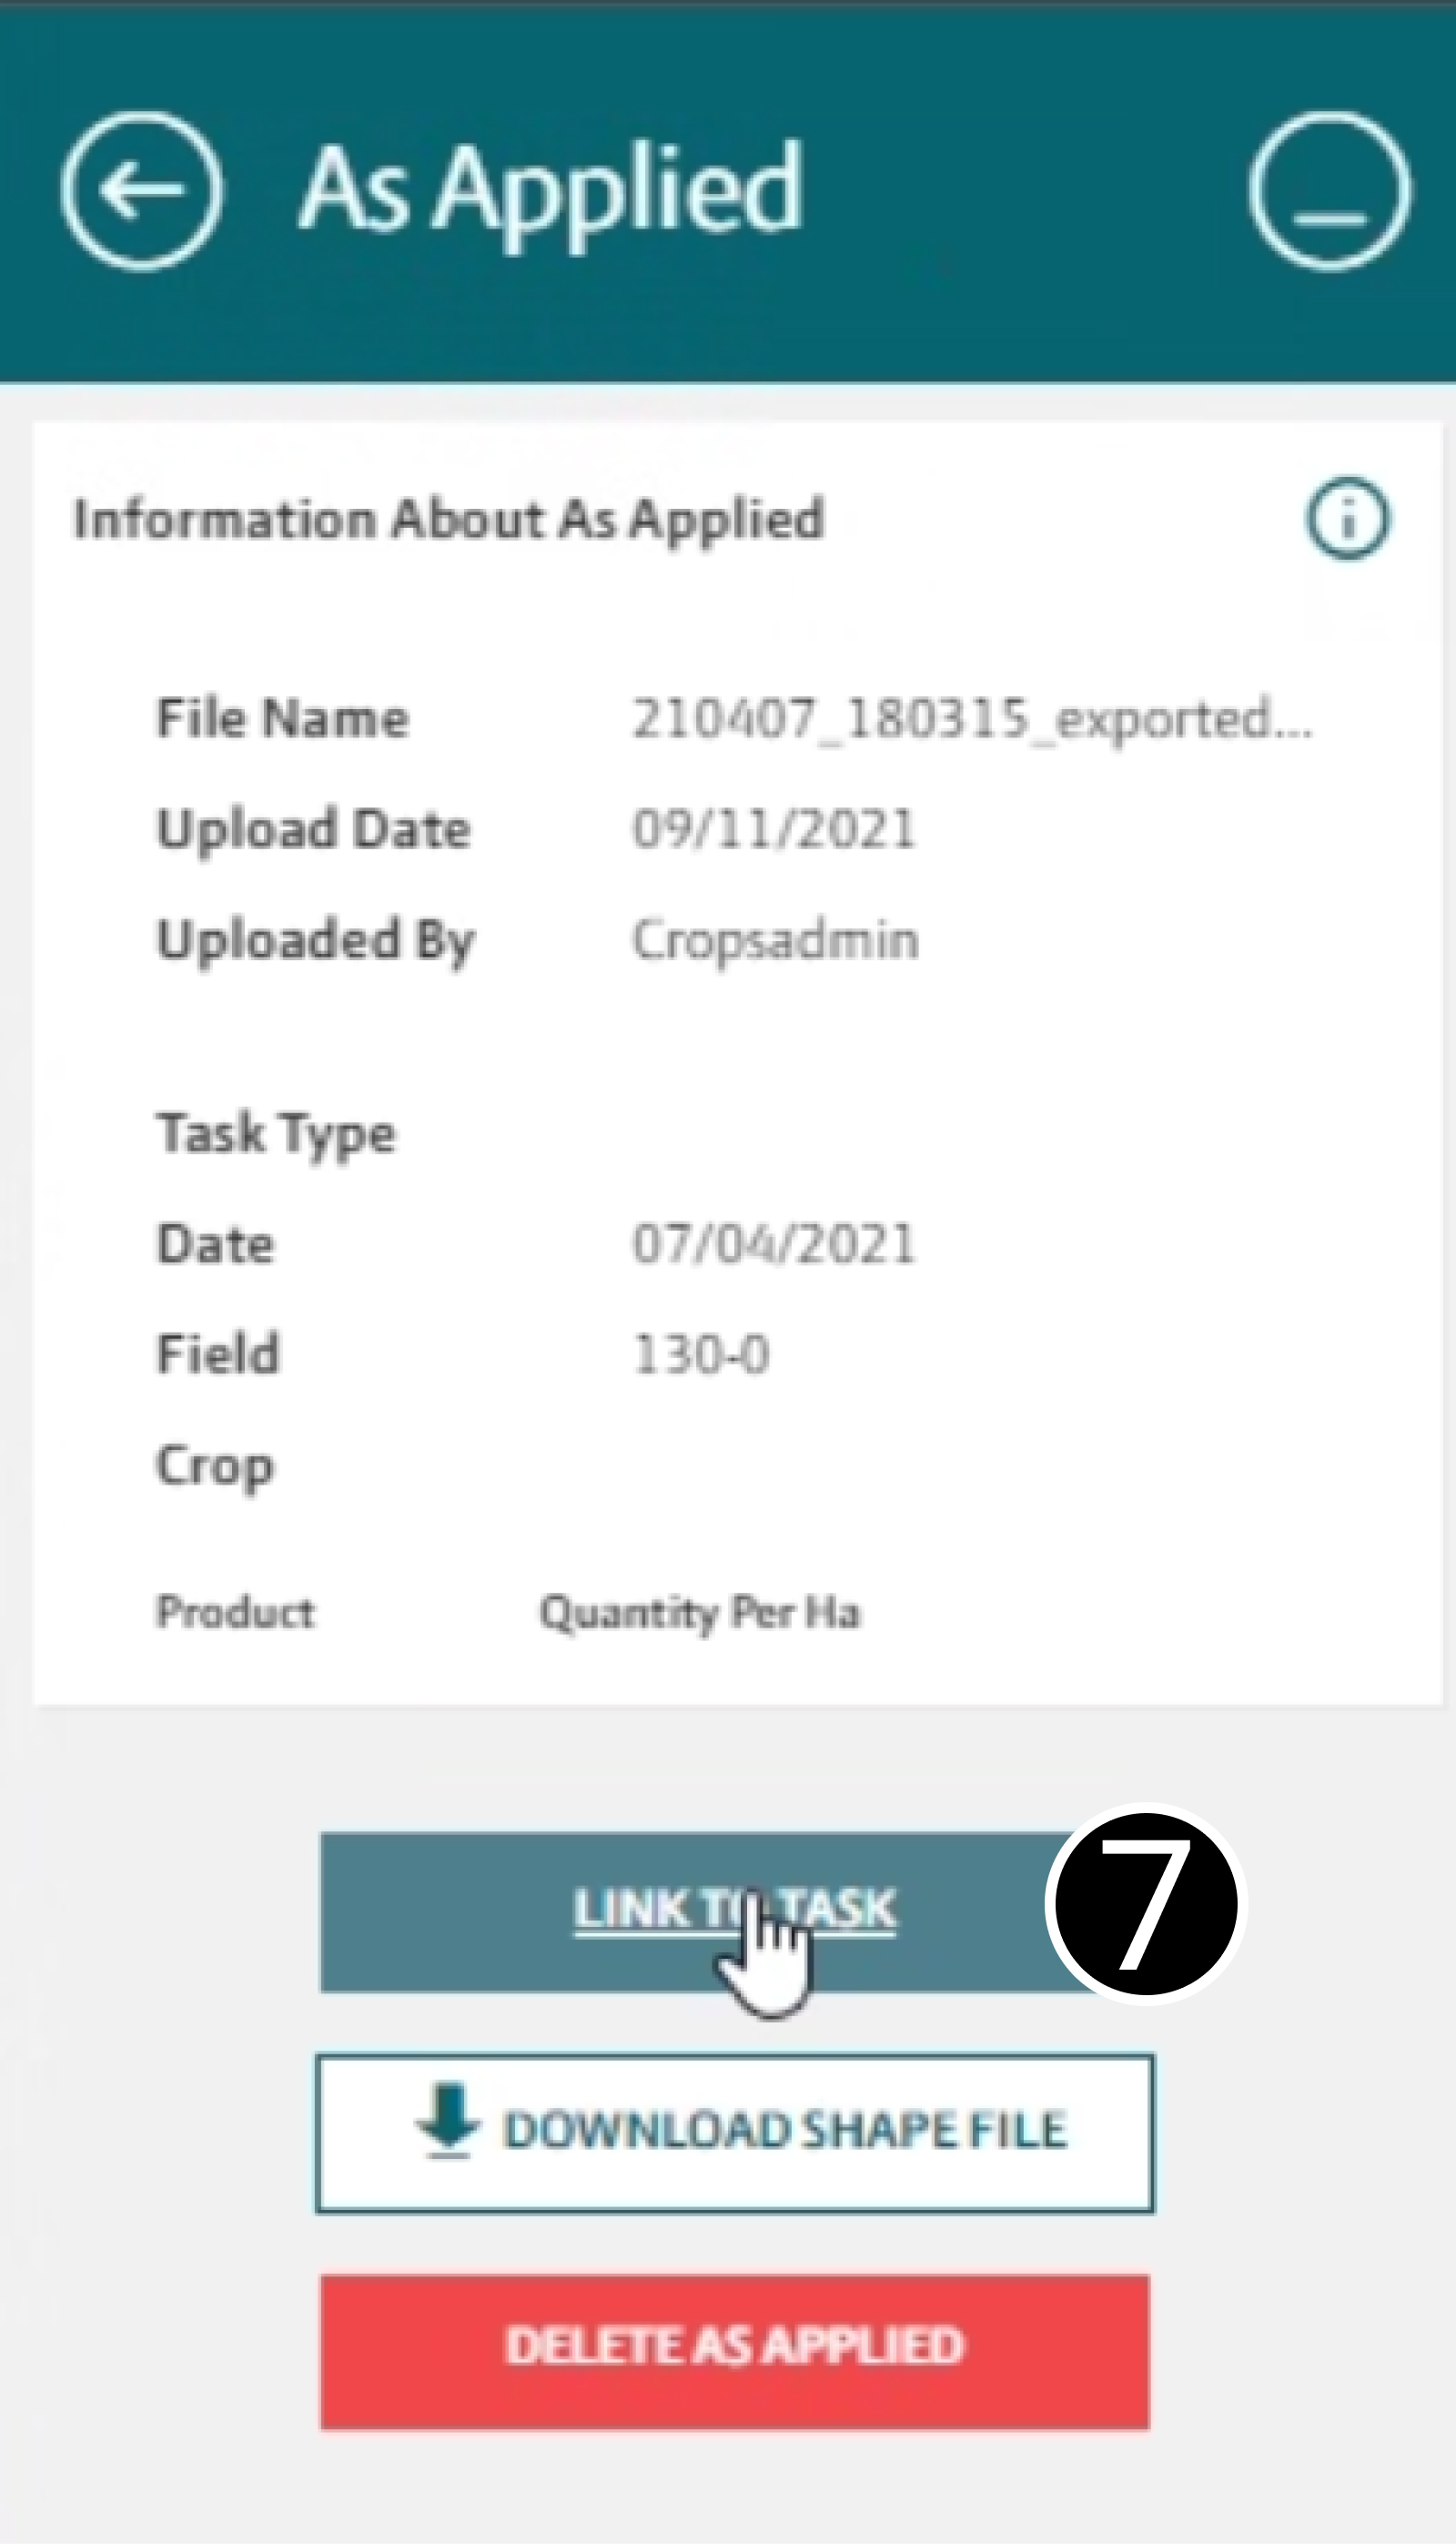 As Applied
Information About As Applied
File Name 210407_180315_exported...
Upload Date 09/11/2021
Uploaded By Cropsadmin
Task Type
Date 07/04/2021
Field 130-0
Crop
Product Quantity Per Ha
LINK TO TASK
7
DOWNLOAD SHAPE FILE
DELETE AS APPLIED